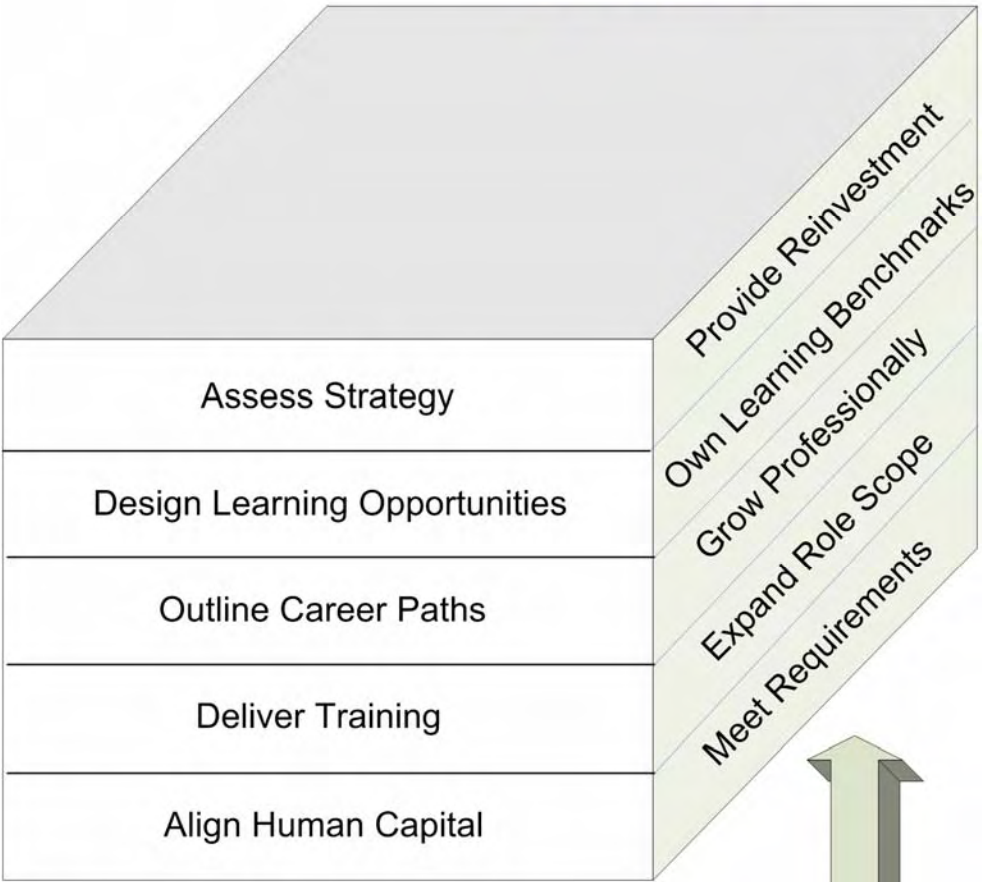 Assess Strategy
Design Learning Opportunities
Outline Career Paths
Deliver Training
Align Human Capital
Provide Reinvestment
Own Learning Benchmarks
Grow Professionally
Expand Role Scope
Meet Requirements